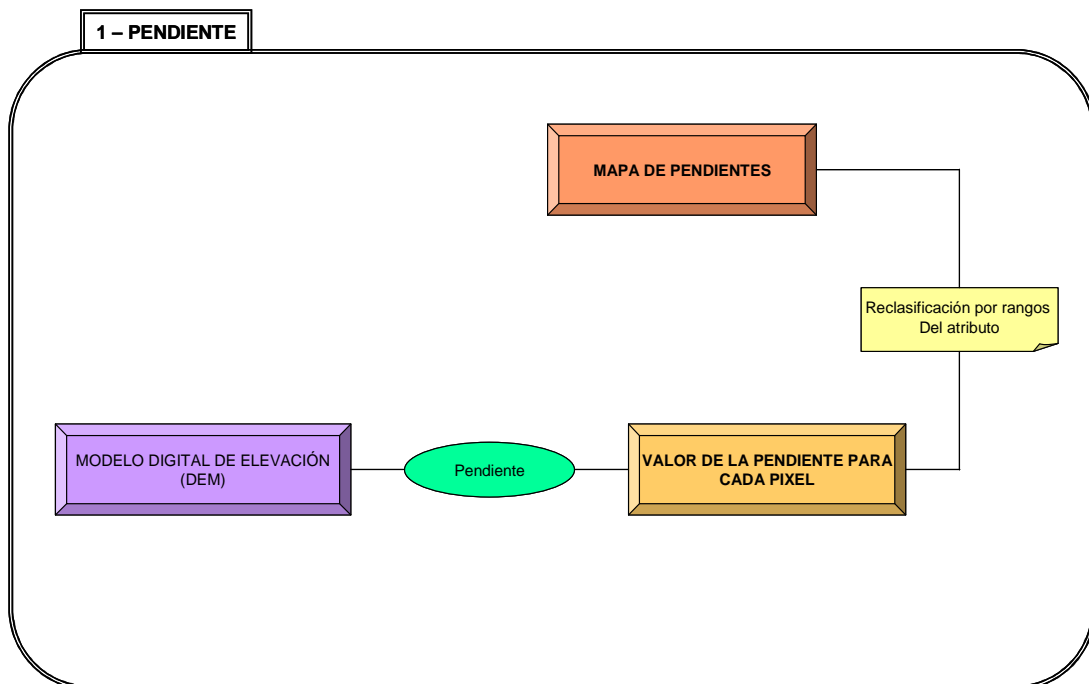 1 – PENDIENTE
MAPA DE PENDIENTES
Reclasificación por rangos
Del atributo
MODELO DIGITAL DE ELEVACIÓN
(DEM)
Pendiente
VALOR DE LA PENDIENTE PARA
CADA PIXEL